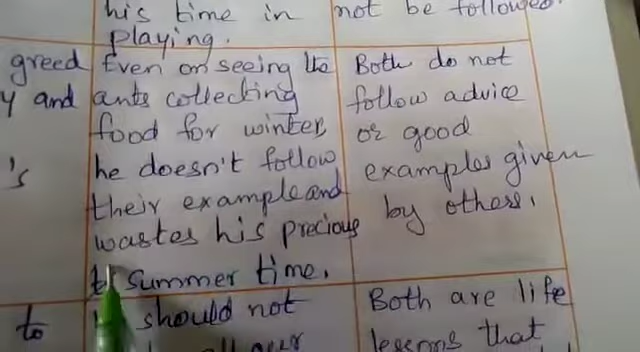 his time in
playing.
not be followed.
greed
y and
's
Even on seeing the
ants collecting
food for winter,
he doesn't follow
their example and
wastes his precious
summer time.
Both do not
follow advice
or good
examples given
by others.
to
should not
Both are life
lessons that